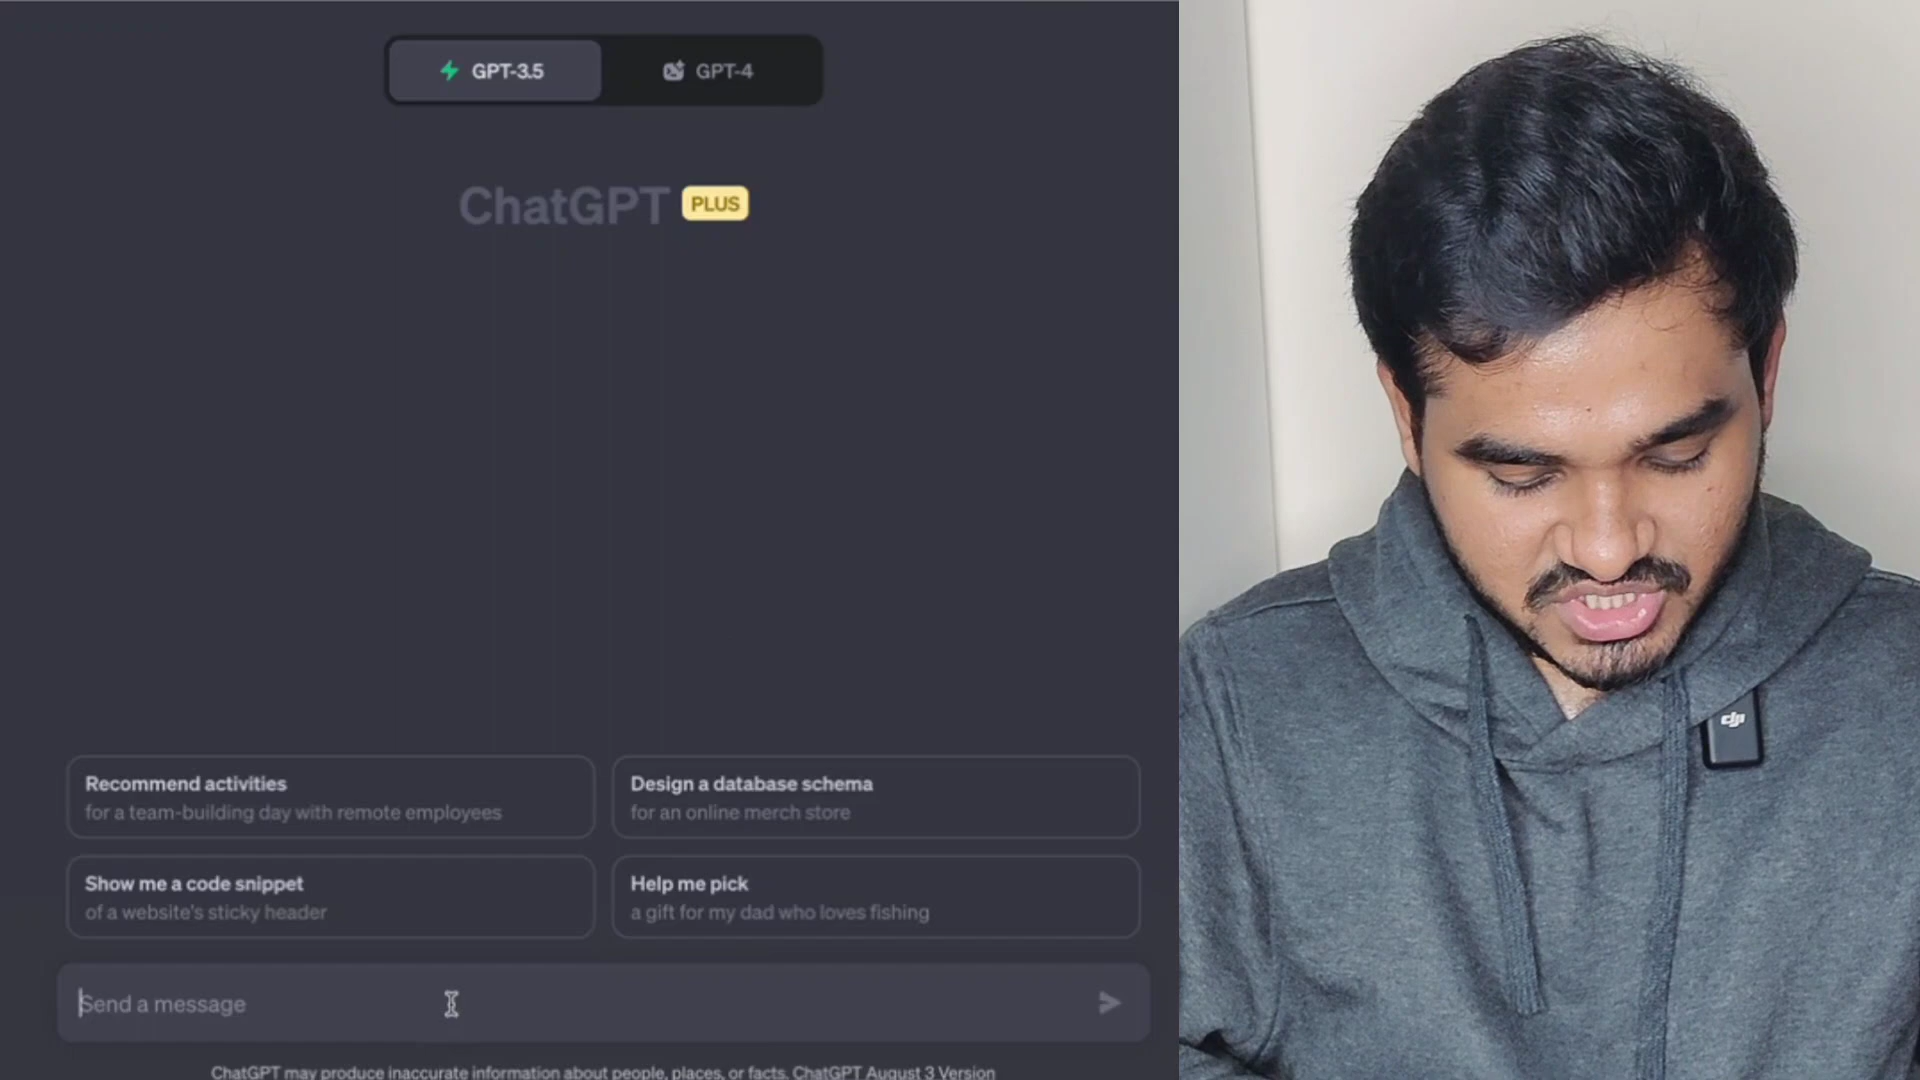 GPT-3.5
GPT-4
ChatGPT PLUS
Recommend activities
for a team-building day with remote employees
Design a database schema
for an online merch store
Show me a code snippet
of a website's sticky header
Help me pick
a gift for my dad who loves fishing
Send a message
ChatGPT may produce inaccurate information about people, places, or facts. ChatGPT August 3 Version
dji